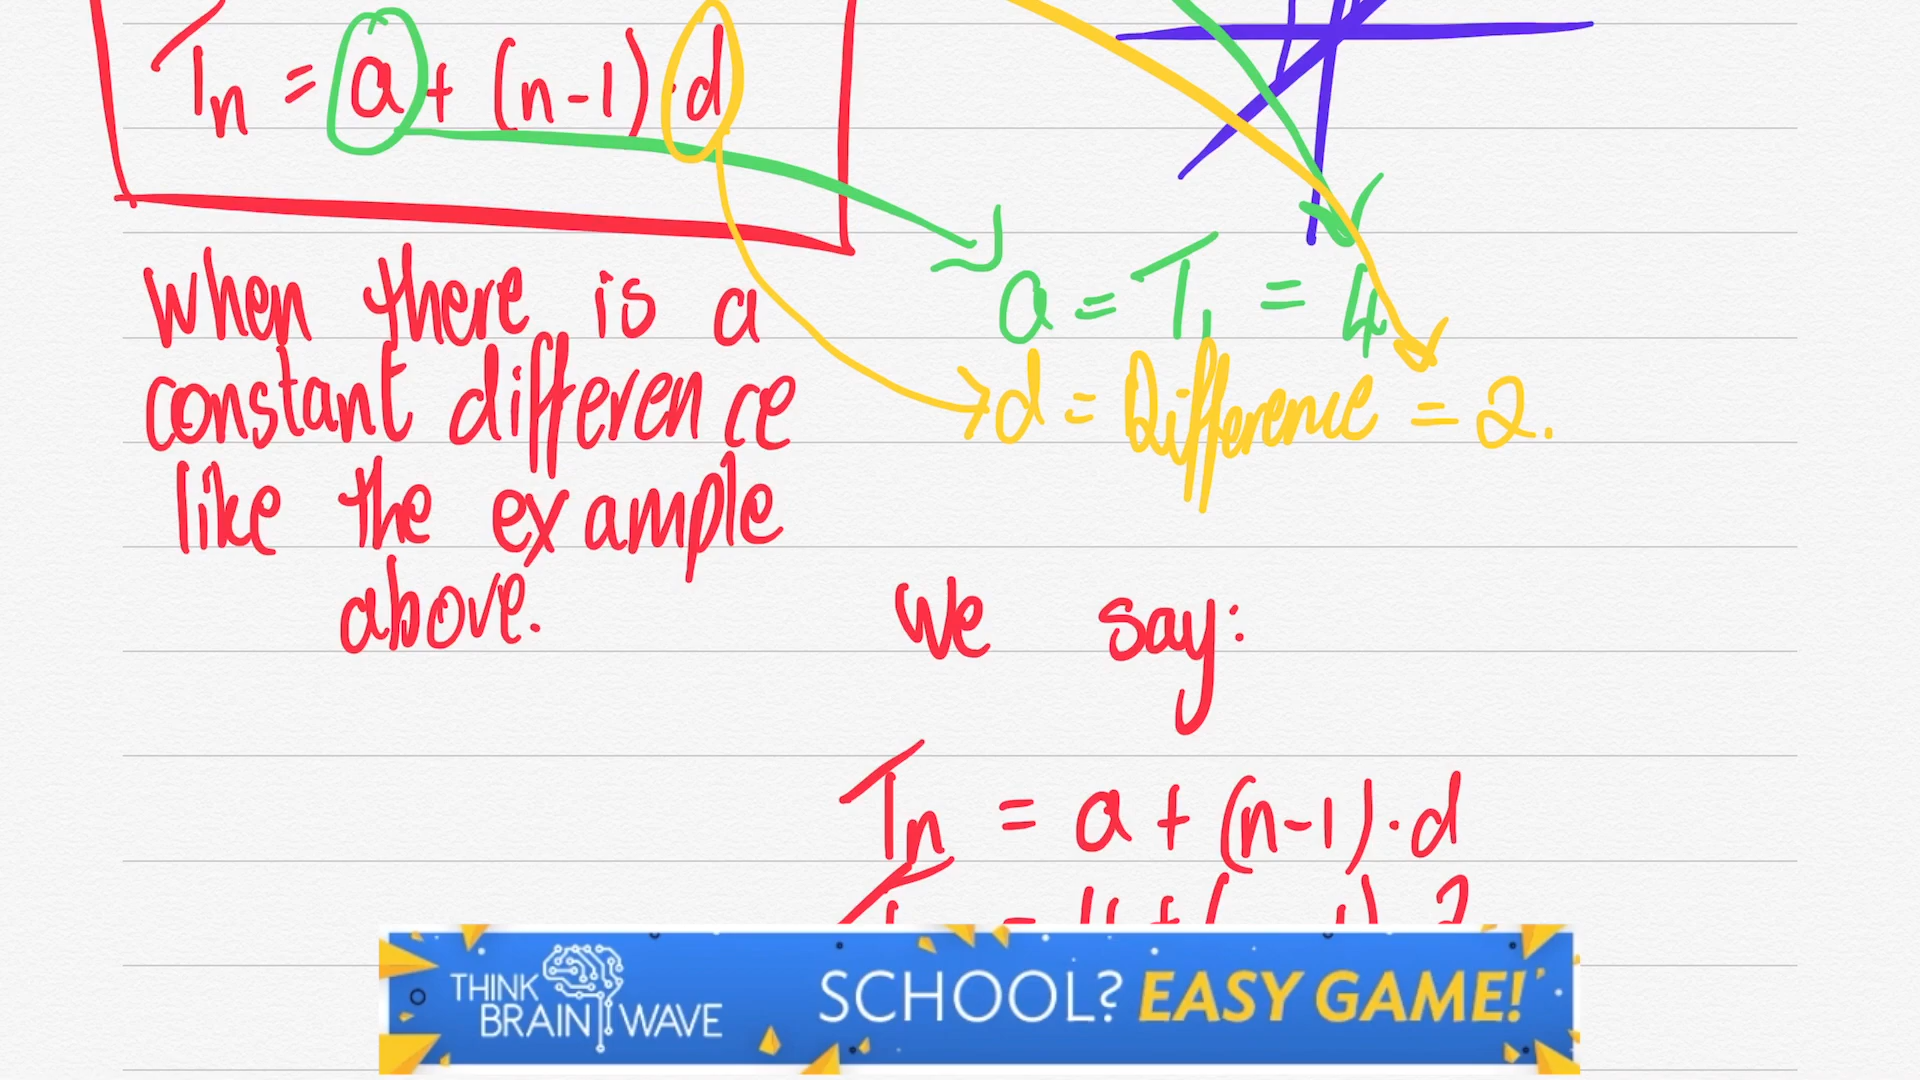 Tn = a + (n-1)·d
when there is a
constant difference
like the example
above.
a = T1 = 4
d = Difference = 2.
We say:
Tn = a + (n-1)·d
THINK
BRAIN WAVE
SCHOOL? EASY GAME!